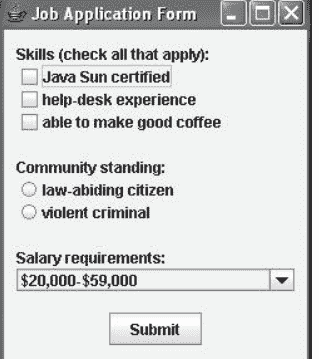 Job Application Form
Skills (check all that apply):
Java Sun certified
help-desk experience
able to make good coffee
Community standing:
law-abiding citizen
violent criminal
Salary requirements:
$20,000-$59,000
Submit